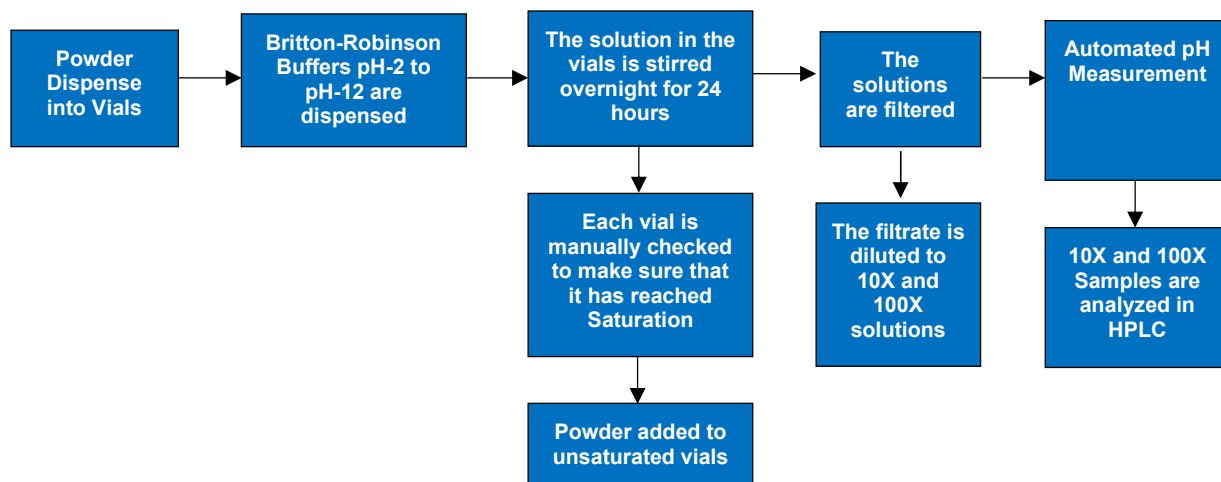 Powder
Dispense
into Vials
Britton-Robinson
Buffers pH-2 to
pH-12 are
dispensed
The solution in the
vials is stirred
overnight for 24
hours
The
solutions
are filtered
Automated pH
Measurement
Each vial is
manually checked
to make sure that
it has reached
Saturation
The filtrate is
diluted to
10X and
100X
solutions
10X and 100X
Samples are
analyzed in
HPLC
Powder added to
unsaturated vials